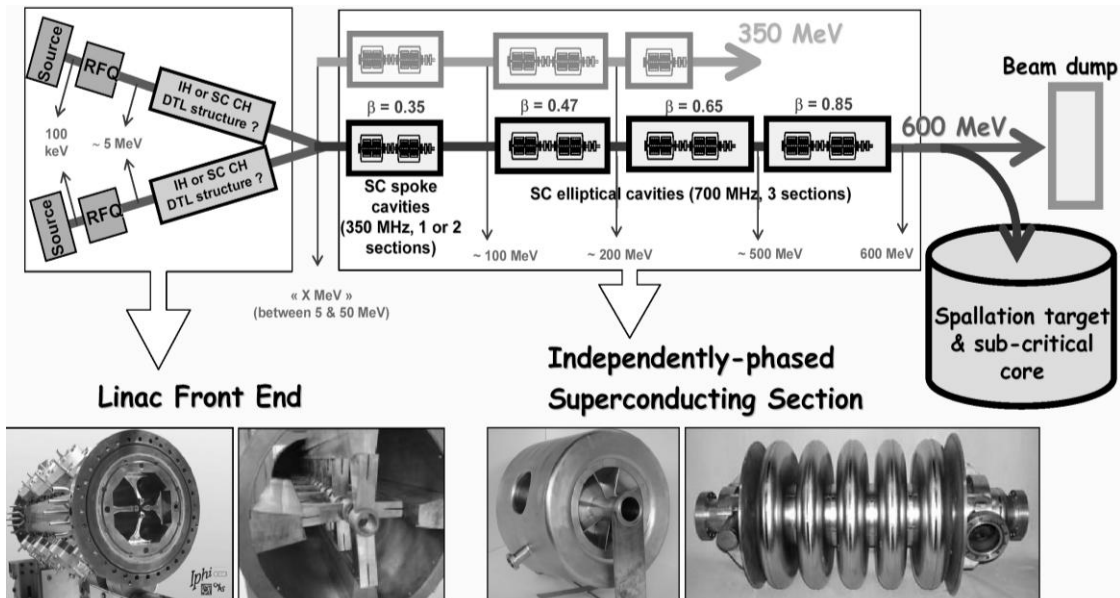 Source
RFQ
IH or SC CH
DTL structure ?
100
keV
~ 5 MeV
IH or SC CH
DTL structure ?
Source
RFQ
350 MeV
β = 0.35
β = 0.47
β = 0.65
β = 0.85
600 MeV
Beam dump
SC spoke
cavities
(350 MHz, 1 or 2
sections)
SC elliptical cavities (700 MHz, 3 sections)
~ 100 MeV
~ 200 MeV
~ 500 MeV
600 MeV
« X MeV »
(between 5 & 50 MeV)
Spallation target
& sub-critical
core
Linac Front End
Independently-phased
Superconducting Section
Iphi